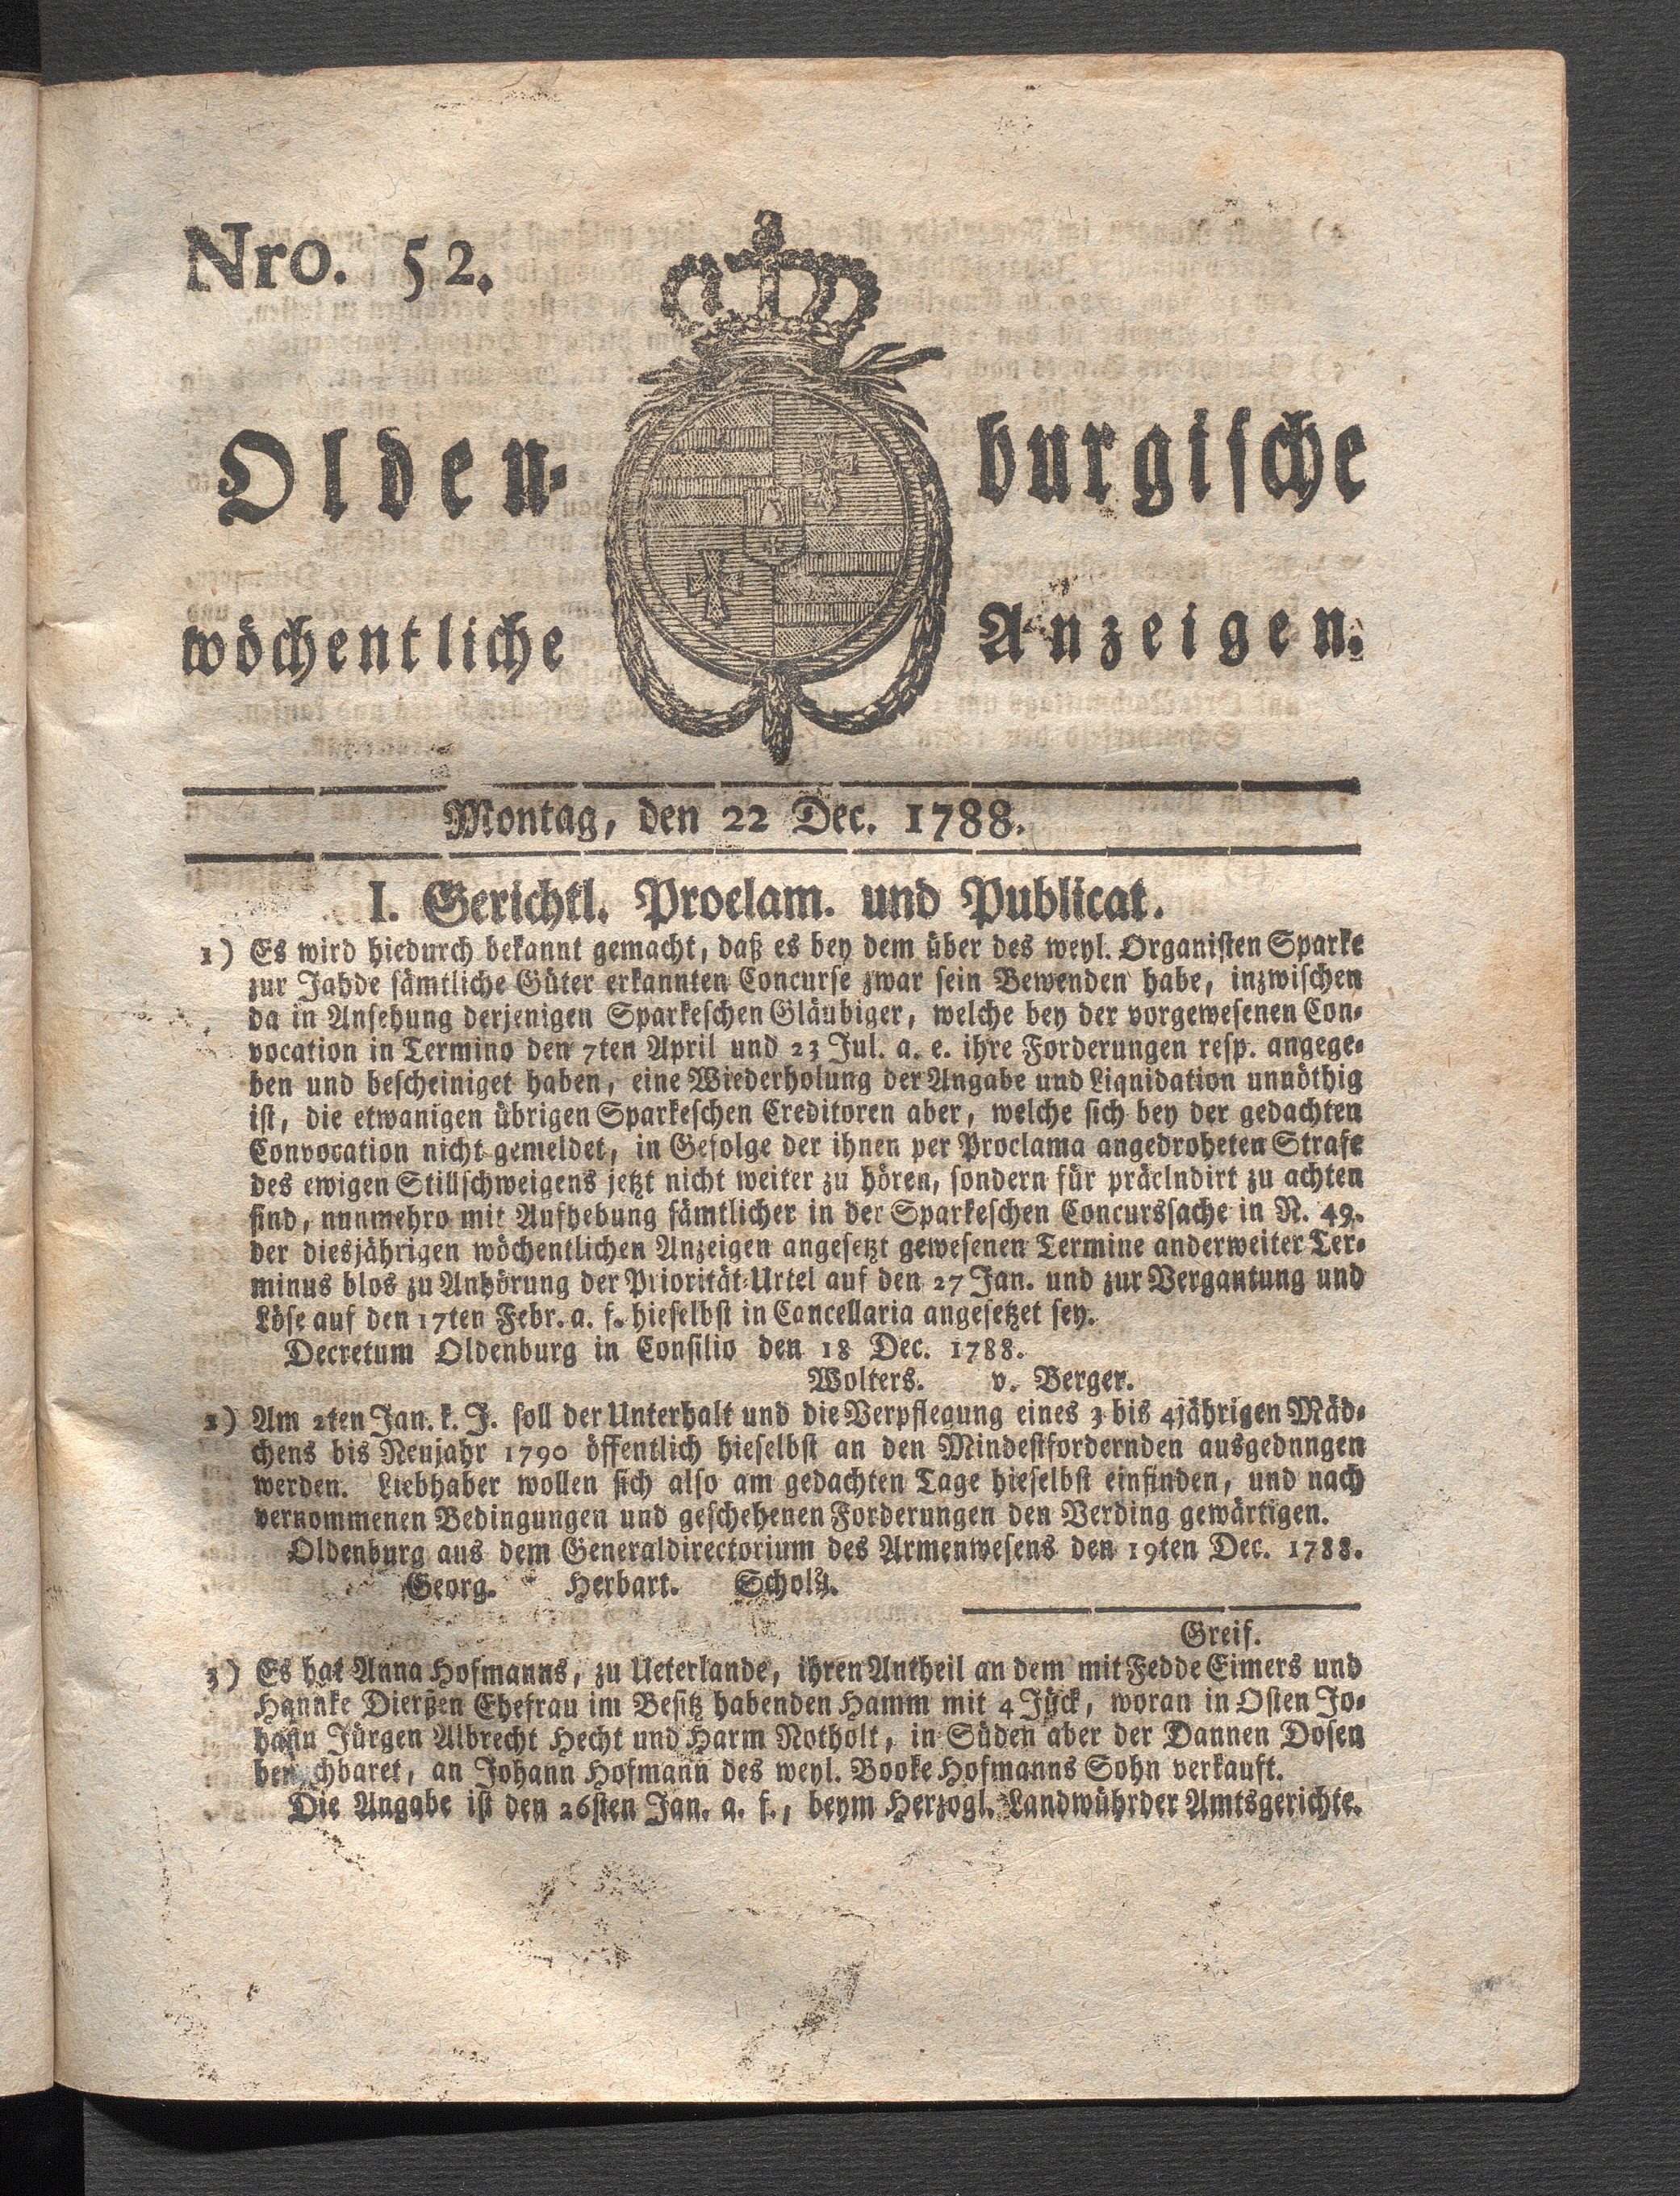 Nro. 52.
Olden-burgische
wöchentliche Anzeigen.
Montag, den 22 Dec. 1788.
I. Gerichtl. Proelam. und Publicat.
1) Es wird hiedurch bekannt gemacht, daß es bey dem über des weyl. Organisten Sparke
zur Jahde sämtliche Güter erkannten Concurse zwar sein Bewenden habe, inzwischen
da in Ansehung derjenigen Sparkeschen Gläubiger, welche bey der vorgewesenen Con-
vocation in Termino den 7ten April und 23 Jul. a. e. ihre Forderungen resp. angege-
ben und bescheiniget haben, eine Wiederholung der Angabe und Liqnidation unnöthig
ist, die etwanigen übrigen Sparkeschen Creditoren aber, welche sich bey der gedachten
Convocation nicht gemeldet, in Gefolge der ihnen per Proclama angedroheten Strafe
des ewigen Stillschweigens jetzt nicht weiter zu hören, sondern für präclndirt zu achten
sind, nnnmehro mit Aufhebung sämtlicher in der Sparkeschen Concurssache in N. 49.
der diesjährigen wöchentlichen Anzeigen angesetzt gewesenen Termine anderweiter Ter-
minus blos zu Anhörung der Priorität-Urtel auf den 27 Jan. und zur Vergantung und
Löse auf den 17ten Febr. a. f. hieselbst in Cancellaria angesetzet sey.
Decretum Oldenburg in Consilio den 18 Dec. 1788.
Wolters. v. Berger.
2) Am 2ten Jan. k. J. soll der Unterhalt und die Verpflegung eines 3 bis 4jährigen Mäd-
chens bis Neujahr 1790 öffentlich hieselbst an den Mindestfordernden ausgednngen
werden. Liebhaber wollen sich also am gedachten Tage hieselbst einfinden, und nach
vernommenen Bedingungen und geschehenen Forderungen den Verding gewärtigen.
Oldenburg aus dem Generaldirectorium des Armenwesens den 19ten Dec. 1788.
Georg. Herbart. Scholtz.
Greif.
3) Es hat Anna Hofmanns, zu Ueterlande, ihren Antheil an dem mit Fedde Eimers und
Hannke Dierßen Ehefrau im Besitz habenden Hamm mit 4 Jück, woran in Osten Jo-
hann Jürgen Albrecht Hecht und Harm Notholt, in Süden aber der Dannen Dosen
benachbaret, an Johann Hofmann des weyl. Booke Hofmanns Sohn verkauft.
Die Angabe ist den 26sten Jan. a. f., beym Herzogl. Landwührder Amtsgerichte.